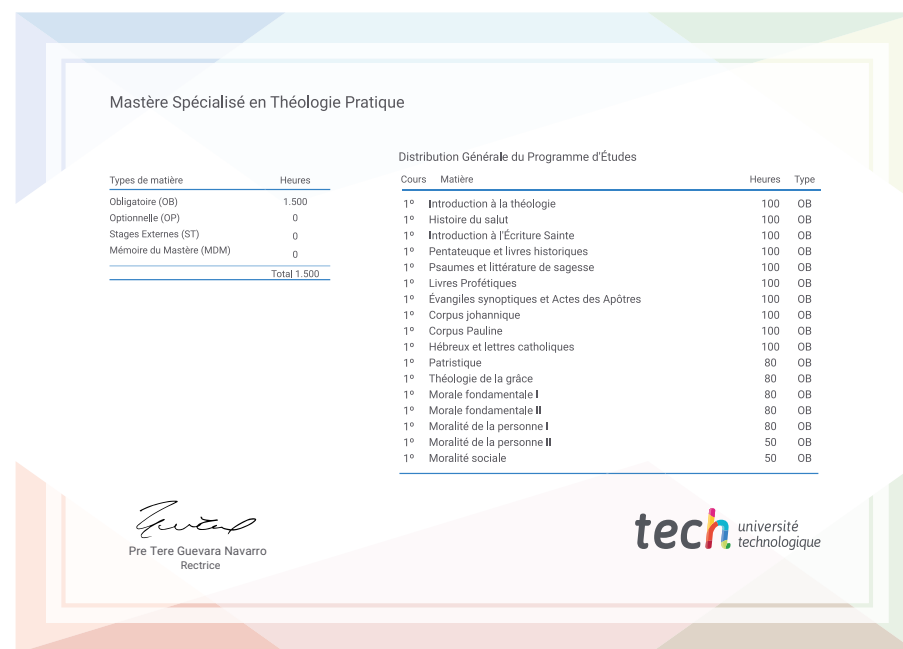 Mastère Spécialisé en Théologie Pratique
Types de matière Heures
Obligatoire (OB) 1.500
Optionnelle (OP) 0
Stages Externes (ST) 0
Mémoire du Mastère (MDM) 0
Total 1.500
Distribution Générale du Programme d'Études
Cours Matière Heures Type
1º Introduction à la théologie 100 OB
1º Histoire du salut 100 OB
1º Introduction à l'Écriture Sainte 100 OB
1º Pentateuque et livres historiques 100 OB
1º Psaumes et littérature de sagesse 100 OB
1º Livres Profétiques 100 OB
1º Évangiles synoptiques et Actes des Apôtres 100 OB
1º Corpus johannique 100 OB
1º Corpus Pauline 100 OB
1º Hébreux et lettres catholiques 100 OB
1º Patristique 80 OB
1º Théologie de la grâce 80 OB
1º Morale fondamentale I 80 OB
1º Morale fondamentale II 80 OB
1º Moralité de la personne I 80 OB
1º Moralité de la personne II 50 OB
1º Moralité sociale 50 OB
Pre Tere Guevara Navarro
Rectrice
tech université
technologique